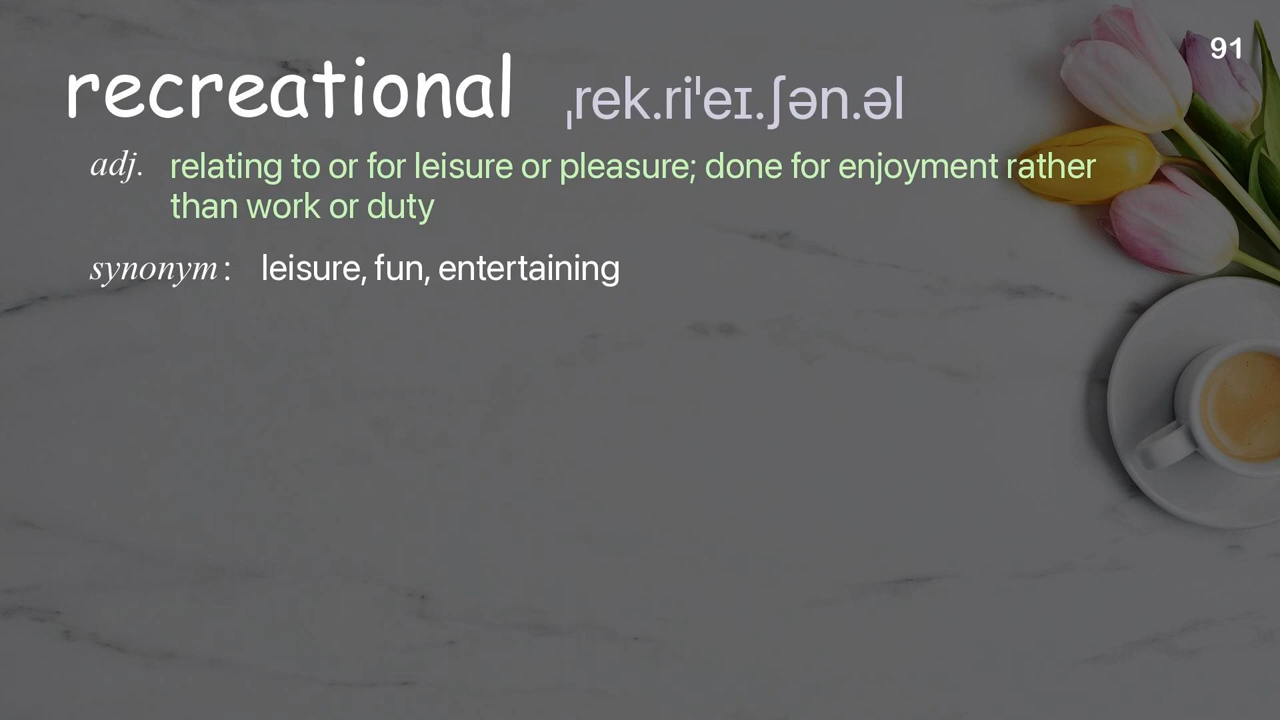 91
recreational ˌrek.riˈeɪ.ʃən.əl
adj. relating to or for leisure or pleasure; done for enjoyment rather
than work or duty
synonym: leisure, fun, entertaining